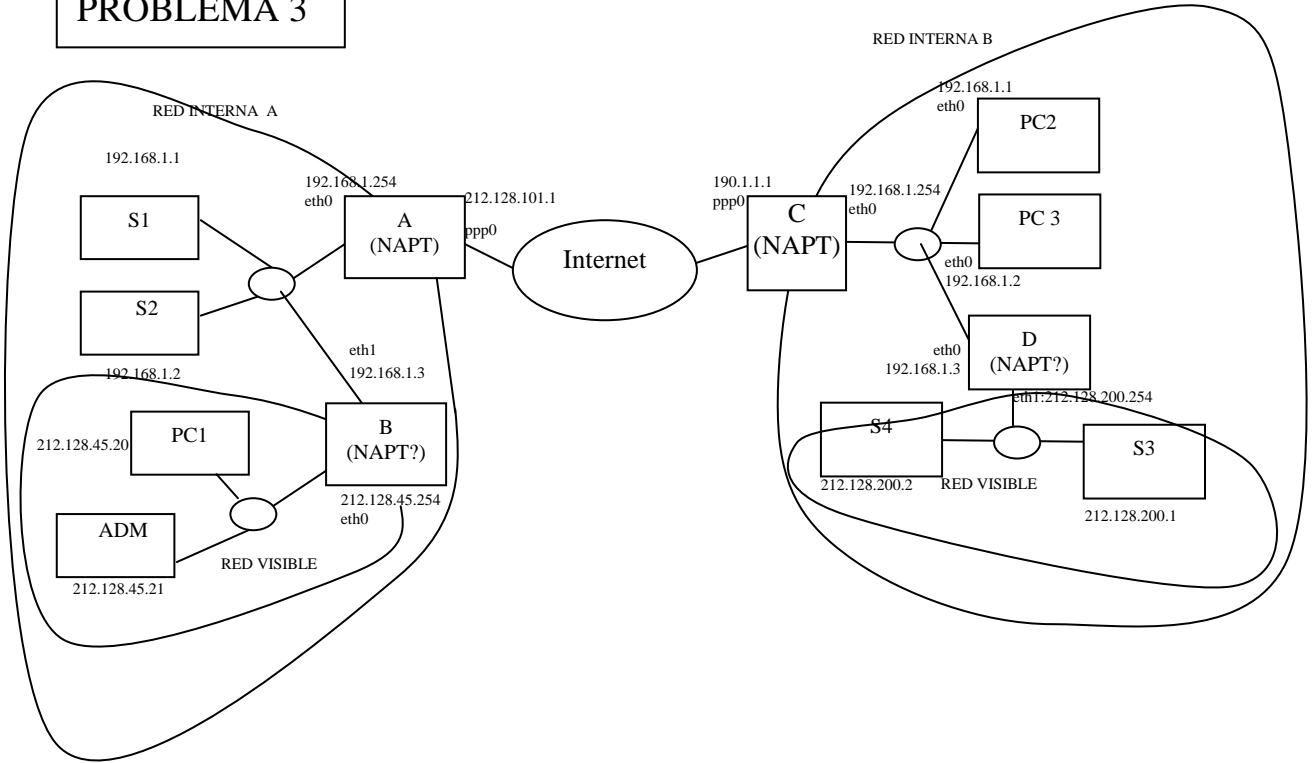 PROBLEMA 3
RED INTERNA A
192.168.1.1
S1
S2
192.168.1.2
192.168.1.254
eth0
A
(NAPT)
212.128.101.1
ppp0
eth1
192.168.1.3
B
(NAPT?)
212.128.45.254
eth0
212.128.45.20
PC1
ADM
212.128.45.21
RED VISIBLE
Internet
RED INTERNA B
190.1.1.1
ppp0
C
(NAPT)
192.168.1.254
eth0
192.168.1.1
eth0
PC2
PC 3
eth0
192.168.1.2
eth0
192.168.1.3
D
(NAPT?)
eth1:212.128.200.254
S4
212.128.200.2
RED VISIBLE
S3
212.128.200.1